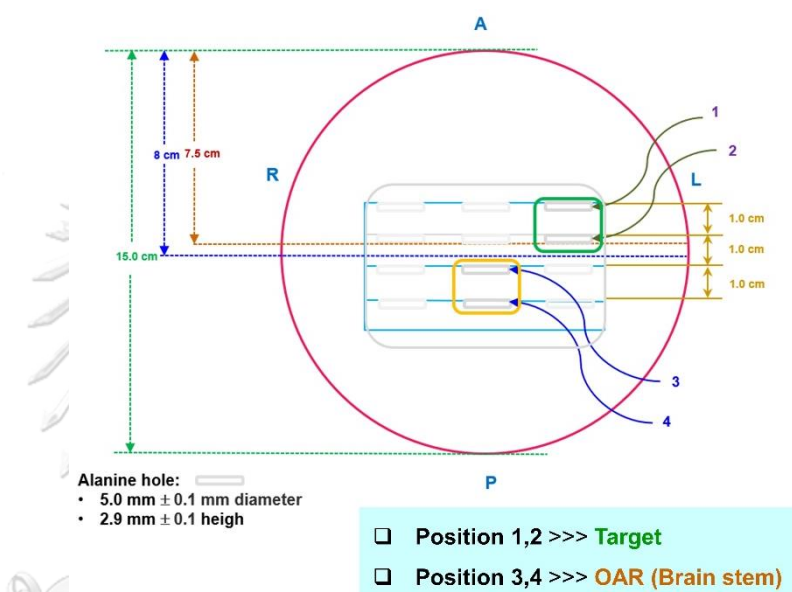 A
1
2
8 cm 7.5 cm
R
L
1.0 cm
15.0 cm
1.0 cm
1.0 cm
3
4
Alanine hole:
• 5.0 mm ± 0.1 mm diameter
• 2.9 mm ± 0.1 heigh
P
❑ Position 1,2 >>> Target
❑ Position 3,4 >>> OAR (Brain stem)